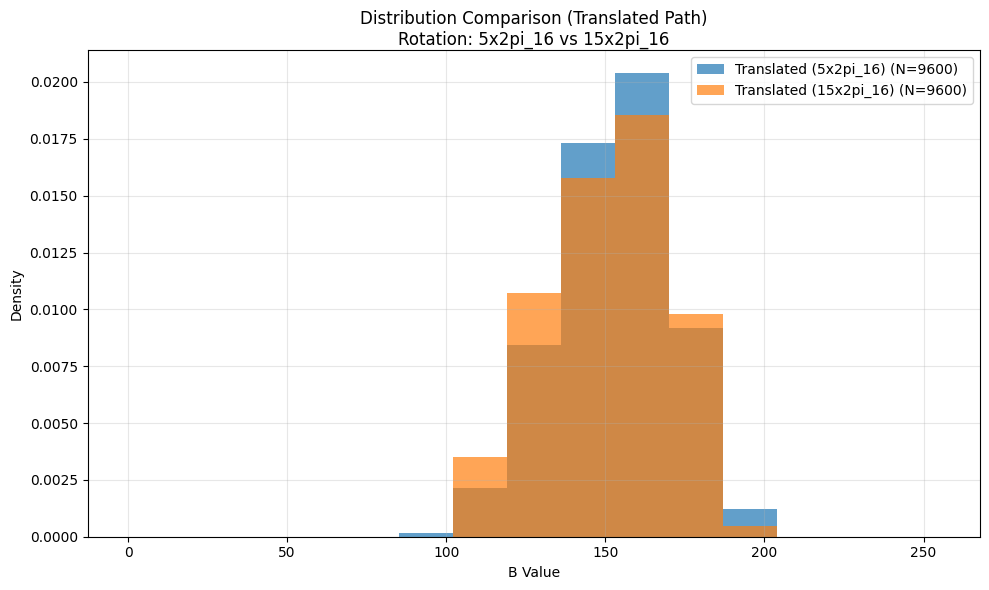 Distribution Comparison (Translated Path)
Rotation: 5x2pi_16 vs 15x2pi_16
Translated (5x2pi_16) (N=9600)
Translated (15x2pi_16) (N=9600)
Density
0.0200
0.0175
0.0150
0.0125
0.0100
0.0075
0.0050
0.0025
0.0000
0 50 100 150 200 250
B Value